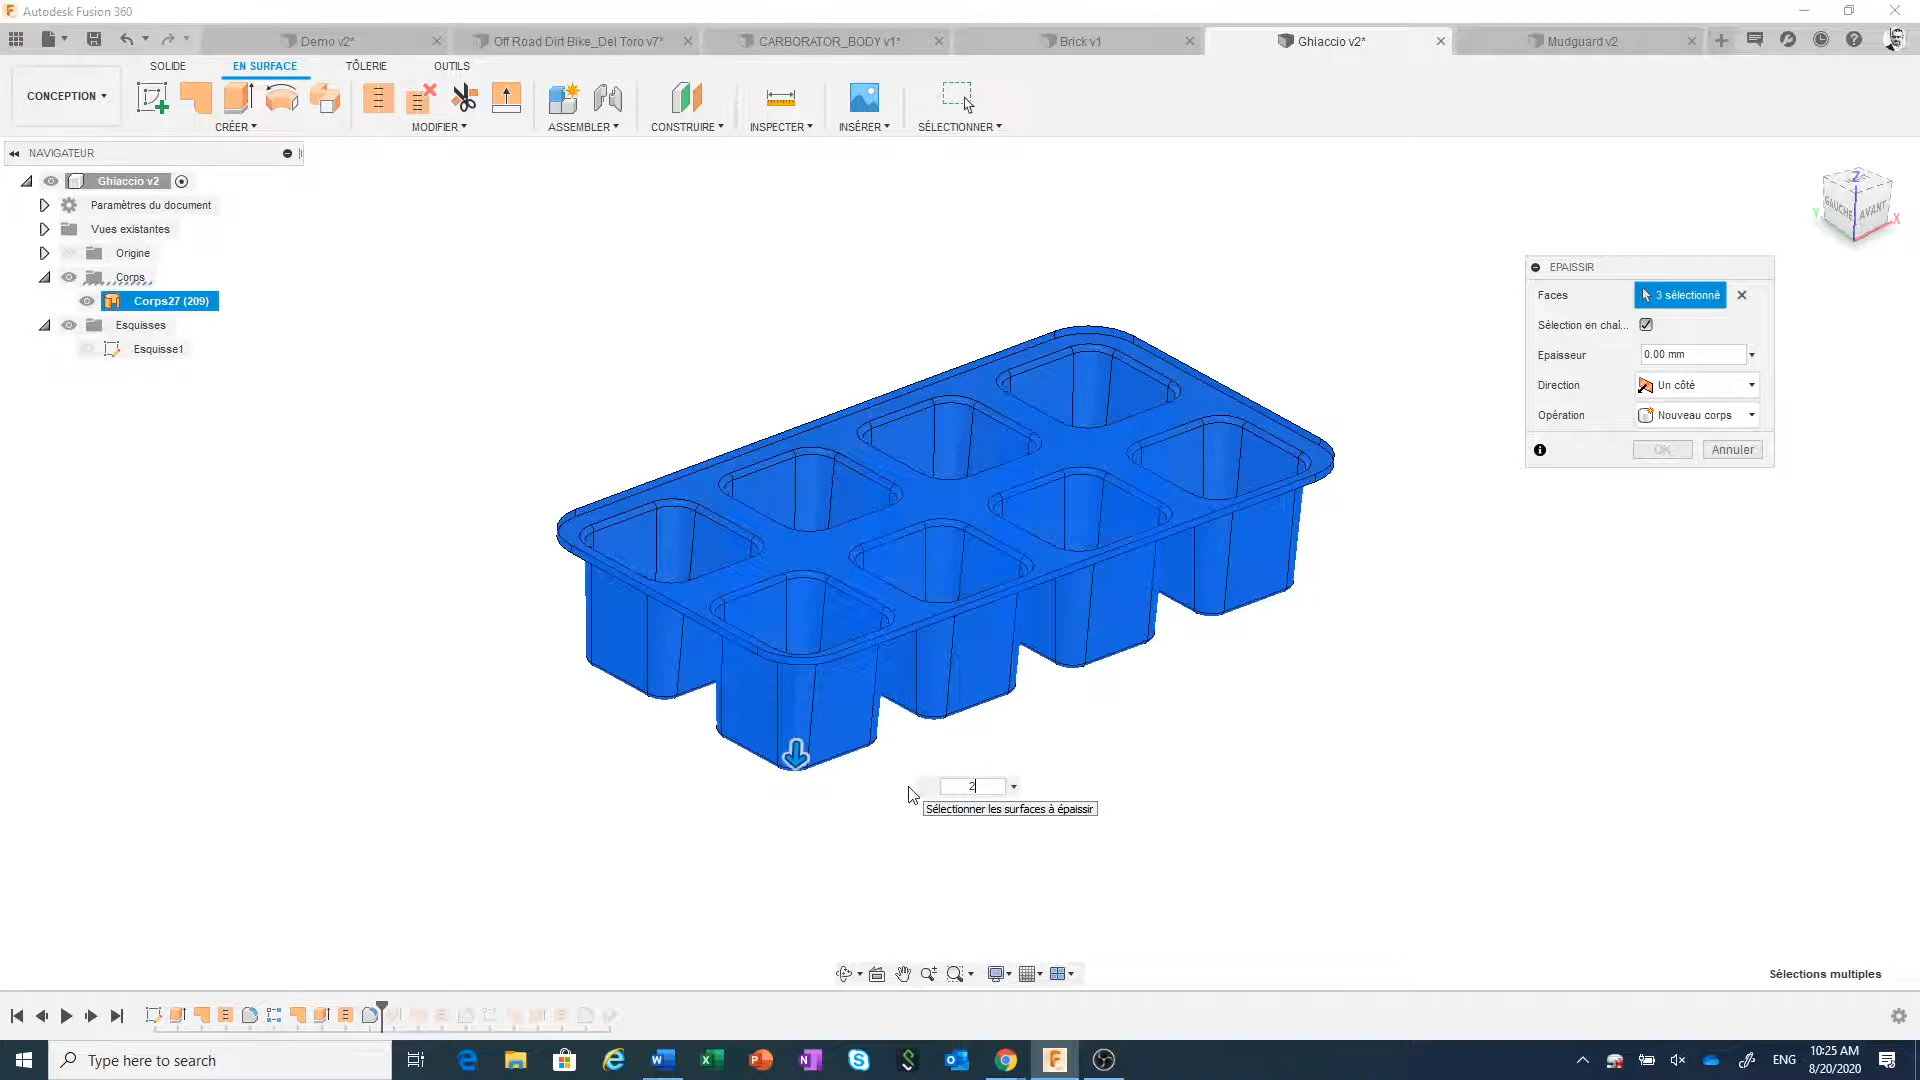 Autodesk Fusion 360
Demo v2*
Off Road Dirt Bike_Del Toro v7*
CARBORATOR_BODY v1*
Brick v1
Ghiaccio v2*
Mudguard v2
SOLIDE
EN SURFACE
TÔLERIE
OUTILS
CONCEPTION
CRÉER
MODIFIER
ASSEMBLER
CONSTRUIRE
INSPECTER
INSÉRER
SÉLECTIONNER
NAVIGATEUR
Ghiaccio v2
Paramètres du document
Vues existantes
Origine
Corps
Corps27 (209)
Esquisses
Esquisse1
Z
GAUCHE
AVANT
Y
X
EPAISSIR
Faces
3 sélectionné
Sélection en chaî...
Epaisseur
0.00 mm
Direction
Un côté
Opération
Nouveau corps
OK
Annuler
2
Sélectionner les surfaces à épaissir
Sélections multiples
Type here to search
ENG
10:25 AM
8/20/2020